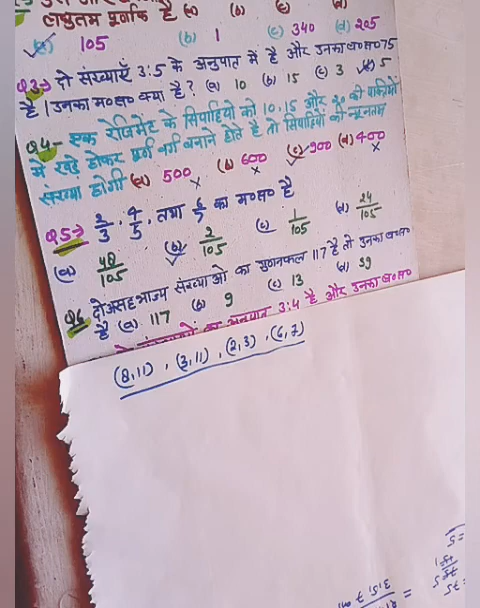 लघुतम पूर्णांक है (a) (b) (c) (d)
(a) 105 (b) 1 (c) 340 (d) 205
Q3→ दो संख्याएँ 3:5 के अनुपात में है और उनका ल०स० 75
है। उनका म०स० क्या है? (a) 10 (b) 15 (c) 3 (d) 5
Q4- एक रेजिमेंट के सिपाहियो को 10, 15 और 20 की पंक्तियों
में खड़े होकर पूर्ण वर्ग बनाने होते है तो सिपाहियों की न्यूनतम
संख्या होगी (a) 500 (b) 600 (c) 900 (d) 400
Q5→ 2/3, 4/5, तथा 6/7 का म०स० है
(a) 48/105 (b) 2/105 (c) 1/105 (d) 24/105
Q6 दो असहभाज्य संख्याओ का गुणनफल 117 है तो उनका ल०स०
है (a) 117 (b) 9 (c) 13 (d) 39
का अनुपात 3:4 है और उनका ल०स०
(8,11), (3,11), (2,3), (6,7)